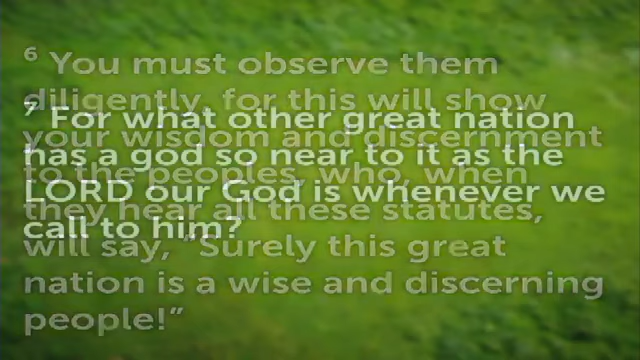 ⁶ You must observe them
diligently, for this will show
your wisdom and discernment
to the peoples, who, when
they hear all these statutes,
will say, “Surely this great
nation is a wise and discerning
people!”
⁷ For what other great nation
has a god so near to it as the
LORD our God is whenever we
call to him?